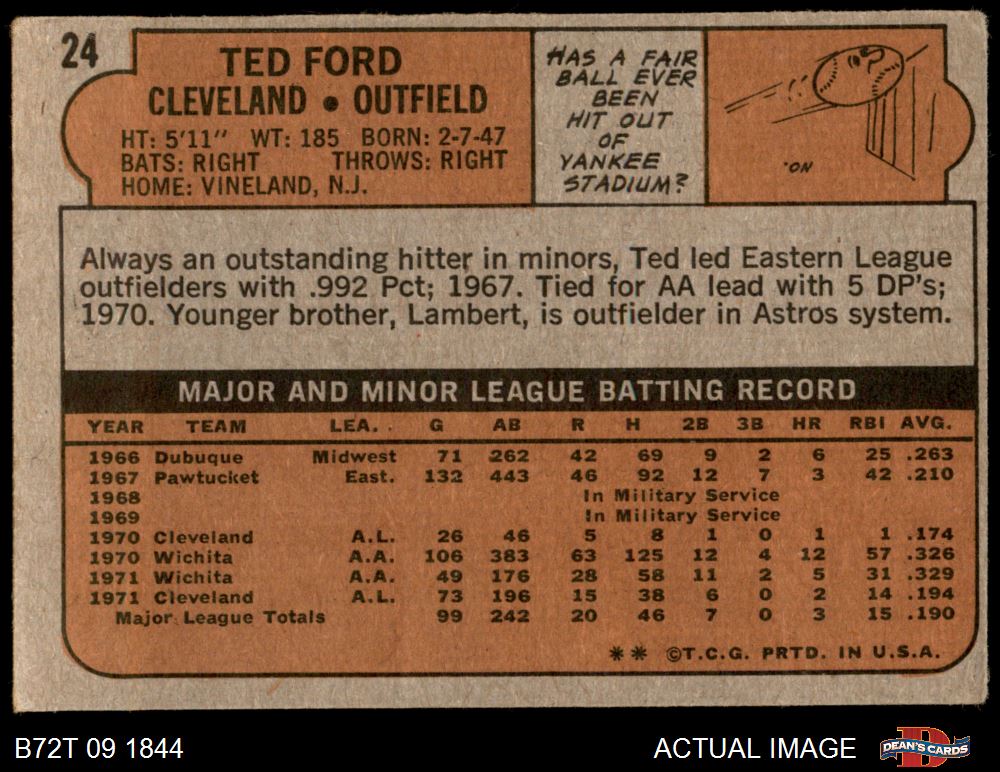 24
TED FORD
CLEVELAND • OUTFIELD
HT: 5'11" WT: 185 BORN: 2-7-47
BATS: RIGHT THROWS: RIGHT
HOME: VINELAND, N.J.
HAS A FAIR
BALL EVER
BEEN
HIT OUT
OF
YANKEE
STADIUM?
?
"ON
Always an outstanding hitter in minors, Ted led Eastern League
outfielders with .992 Pct; 1967. Tied for AA lead with 5 DP's;
1970. Younger brother, Lambert, is outfielder in Astros system.
MAJOR AND MINOR LEAGUE BATTING RECORD
YEAR TEAM LEA. G AB R H 2B 3B HR RBI AVG.
1966 Dubuque Midwest 71 262 42 69 9 2 6 25 .263
1967 Pawtucket East. 132 443 46 92 12 7 3 42 .210
1968 In Military Service
1969 In Military Service
1970 Cleveland A.L. 26 46 5 8 1 0 1 1 .174
1970 Wichita A.A. 106 383 63 125 12 4 12 57 .326
1971 Wichita A.A. 49 176 28 58 11 2 5 31 .329
1971 Cleveland A.L. 73 196 15 38 6 0 2 14 .194
Major League Totals 99 242 20 46 7 0 3 15 .190
** ©T.C.G. PRTD. IN U.S.A.
B72T 09 1844
ACTUAL IMAGE
D
DEAN'S CARDS